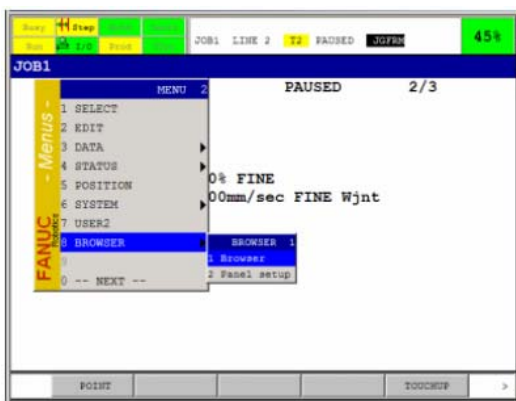 Busy Step
Run I/O Prod
JOB1 LINE 2 T2 PAUSED JGFRM
45%
JOB1
PAUSED 2/3
MENU 2
1 SELECT
2 EDIT
3 DATA
4 STATUS
5 POSITION
6 SYSTEM
7 USER2
8 BROWSER
9
0 -- NEXT --
- Menus -
FANUC
Robotics
0% FINE
00mm/sec FINE Wjnt
BROWSER 1
1 Browser
2 Panel setup
POINT TOUCHUP >